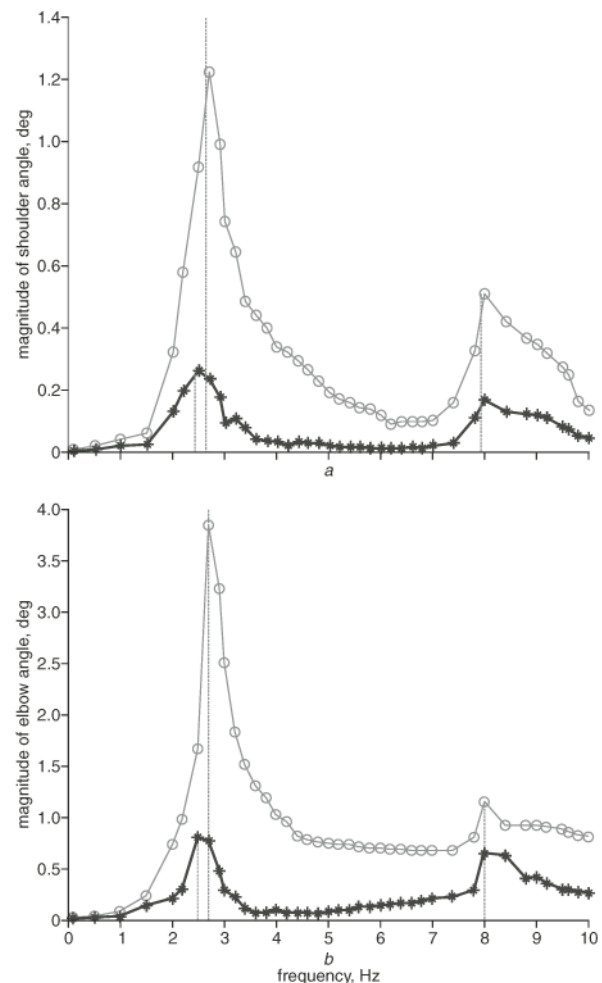 1.4
1.2
1.0
0.8
0.6
0.4
0.2
0
magnitude of shoulder angle, deg
a
4.0
3.5
3.0
2.5
2.0
1.5
1.0
0.5
0
magnitude of elbow angle, deg
0 1 2 3 4 5 6 7 8 9 10
b
frequency, Hz